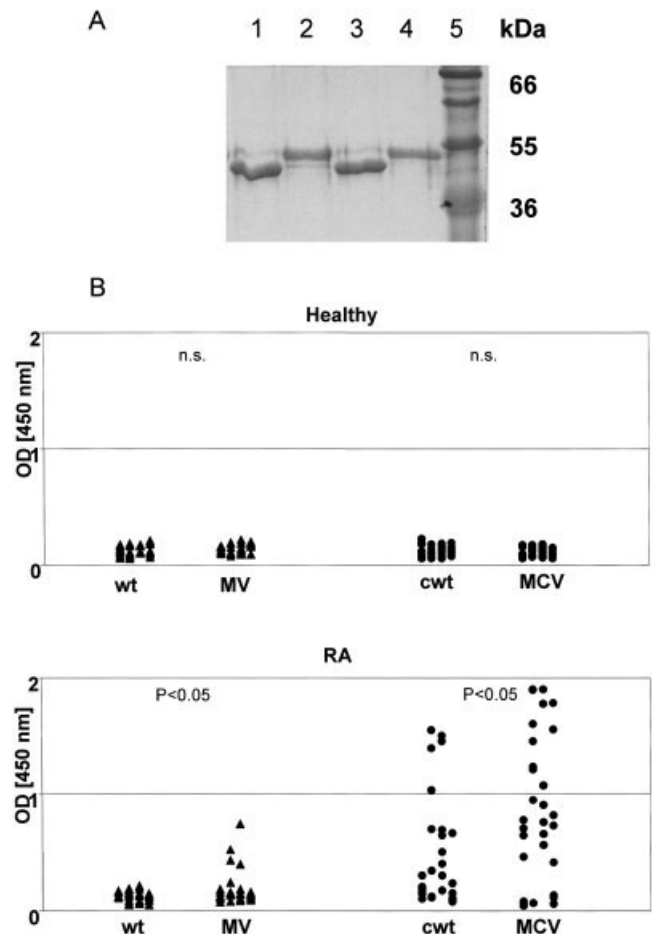 A
1 2 3 4 5 kDa
66
55
36
B
Healthy
2
n.s. n.s.
OD [450 nm]
1
0
wt MV cwt MCV
RA
2
P<0.05 P<0.05
OD [450 nm]
1
0
wt MV cwt MCV